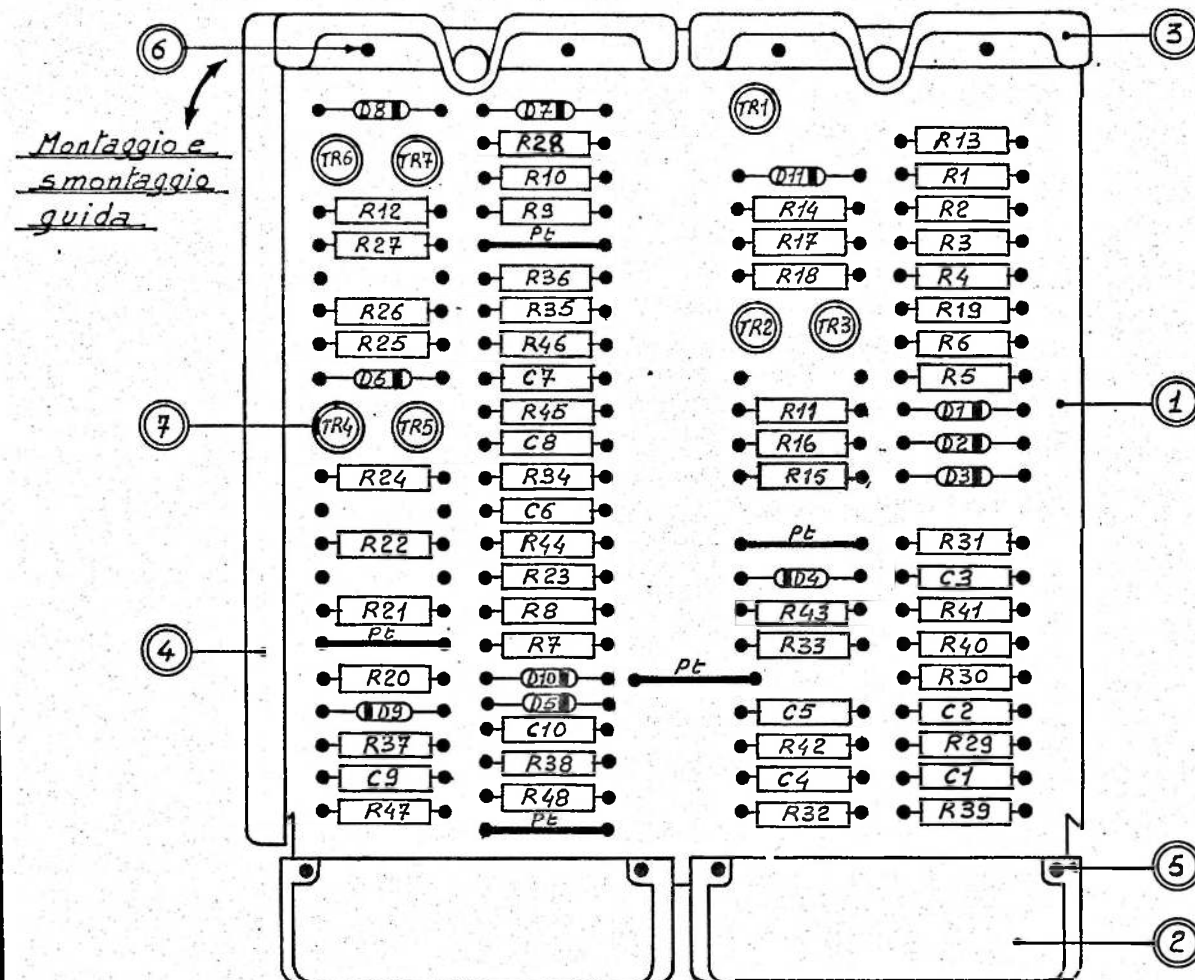 6
3
Montaggio e
smontaggio
guida
D8
D7
TR1
R28
R13
TR6 TR7
R10
D11
R1
R12
R9
R14
R2
R27
Pt
R17
R3
R36
R18
R4
R26
R35
TR2 TR3
R19
R25
R46
R6
D6
C7
R5
7
TR4 TR5
R45
R11
D1
1
C8
R16
D2
R24
R34
R15
D3
C6
R22
R44
Pt
R31
R23
D4
C3
R21
R8
R43
R41
Pt
R7
R33
R40
4
R20
D10
Pt
R30
D9
D5
C5
C2
C10
R37
R42
R29
C9
R38
C4
C1
R47
R48
R32
R39
Pt
5
2